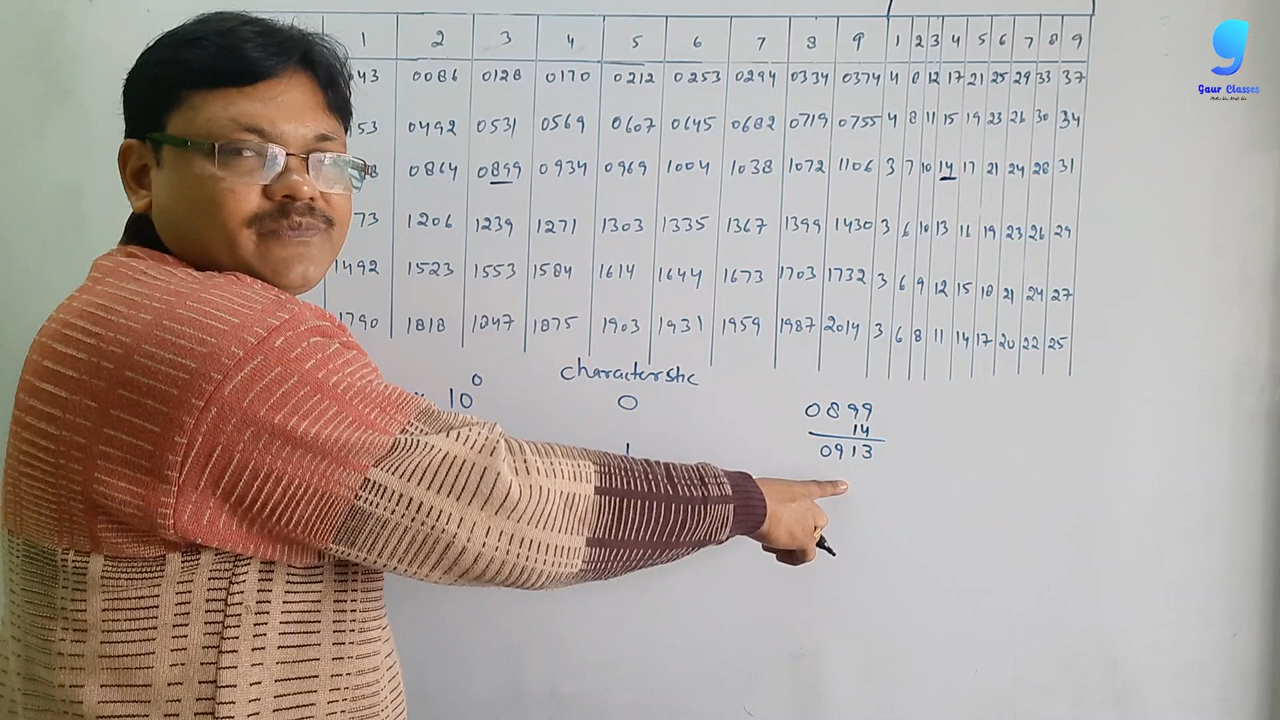 1 2 3 4 5 6 7 8 9 1 2 3 4 5 6 7 8 9
43 0086 0128 0170 0212 0253 0294 0334 0374 4 8 12 17 21 25 29 33 37
53 0492 0531 0569 0607 0645 0682 0719 0755 4 8 11 15 19 23 26 30 34
0864 0899 0934 0969 1004 1038 1072 1106 3 7 10 14 17 21 24 28 31
73 1206 1239 1271 1303 1335 1367 1399 1430 3 6 10 13 16 19 23 26 29
1492 1523 1553 1584 1614 1644 1673 1703 1732 3 6 9 12 15 18 21 24 27
1790 1818 1847 1875 1903 1931 1959 1987 2014 3 6 8 11 14 17 20 22 25
characterstic
10⁰ 0
1
0899
14
0913
g
Gaur Classes